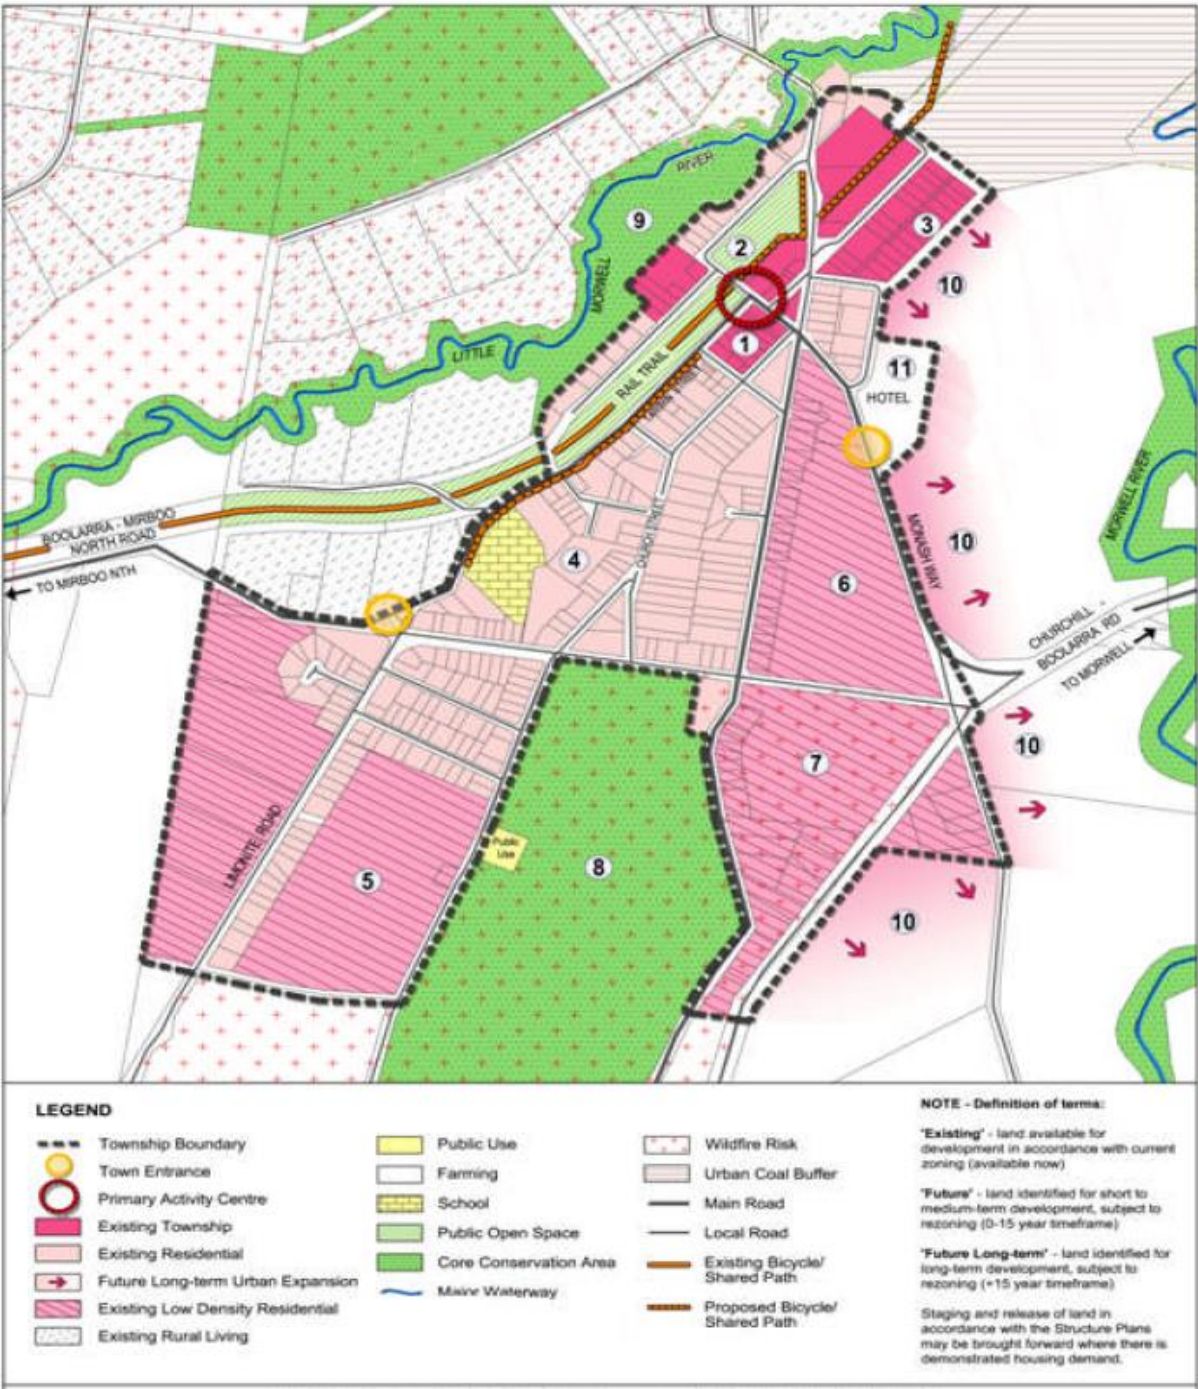 RIVER
9
3
2
10
MORWELL
1
11
LITTLE
RAIL TRAIL
HOTEL
MORWELL RIVER
BOOLARRA - MIRBOO
NORTH ROAD
CHURCH STREET
MONASH WAY
10
4
TO MIRBOO NTH
6
CHURCHILL -
BOOLARRA RD
TO MORWELL
10
7
LIMONITE ROAD
Public
Use
5
8
10
LEGEND
Township Boundary
Town Entrance
Primary Activity Centre
Existing Township
Existing Residential
Future Long-term Urban Expansion
Existing Low Density Residential
Existing Rural Living
Public Use
Farming
School
Public Open Space
Core Conservation Area
Major Waterway
Wildfire Risk
Urban Coal Buffer
Main Road
Local Road
Existing Bicycle/
Shared Path
Proposed Bicycle/
Shared Path
NOTE - Definition of terms:
'Existing' - land available for
development in accordance with current
zoning (available now)
'Future' - land identified for short to
medium-term development, subject to
rezoning (0-15 year timeframe)
'Future Long-term' - land identified for
long-term development, subject to
rezoning (+15 year timeframe)
Staging and release of land in
accordance with the Structure Plans
may be brought forward where there is
demonstrated housing demand.